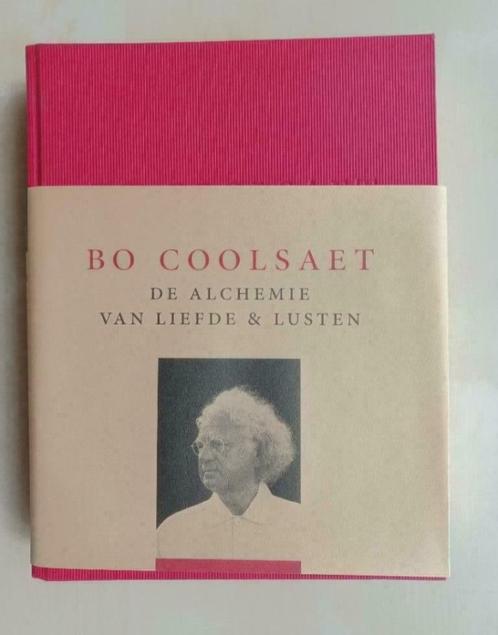 BO COOLSAET
DE ALCHEMIE
VAN LIEFDE & LUSTEN